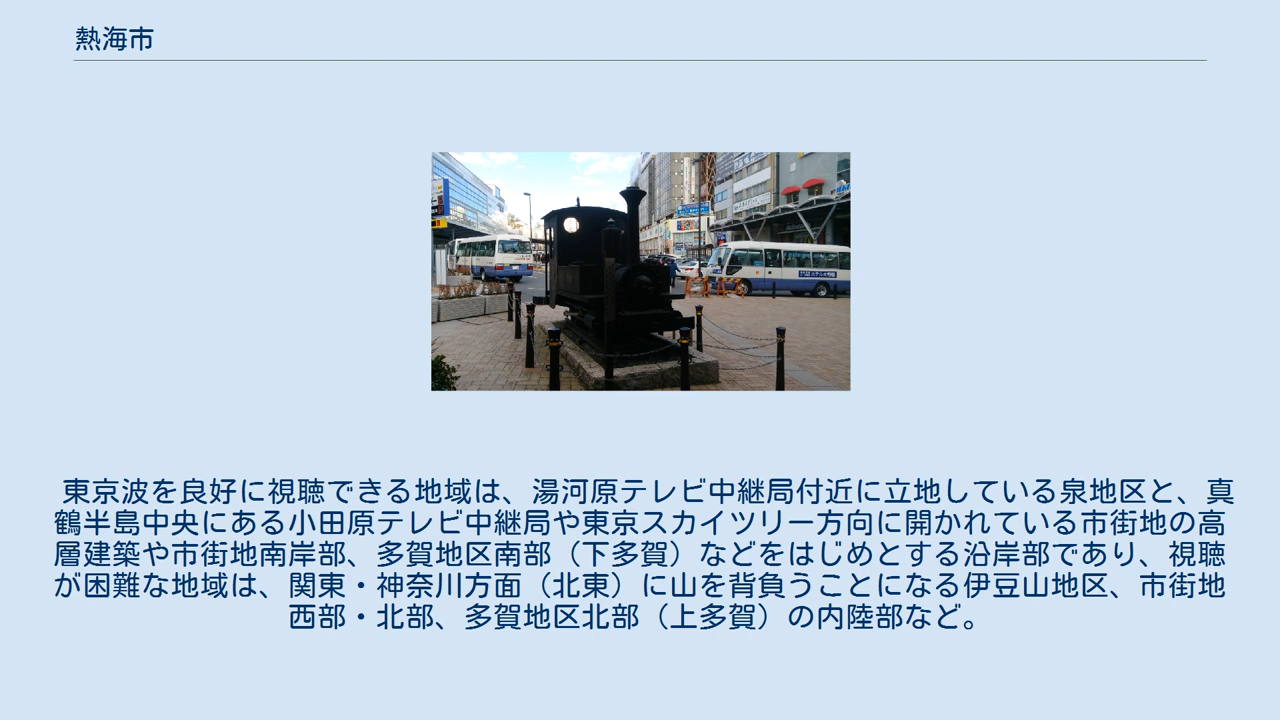 熱海市
東京波を良好に視聴できる地域は、湯河原テレビ中継局付近に立地している泉地区と、真
鶴半島中央にある小田原テレビ中継局や東京スカイツリー方向に開かれている市街地の高
層建築や市街地南岸部、多賀地区南部（下多賀）などをはじめとする沿岸部であり、視聴
が困難な地域は、関東・神奈川方面（北東）に山を背負うことになる伊豆山地区、市街地
西部・北部、多賀地区北部（上多賀）の内陸部など。